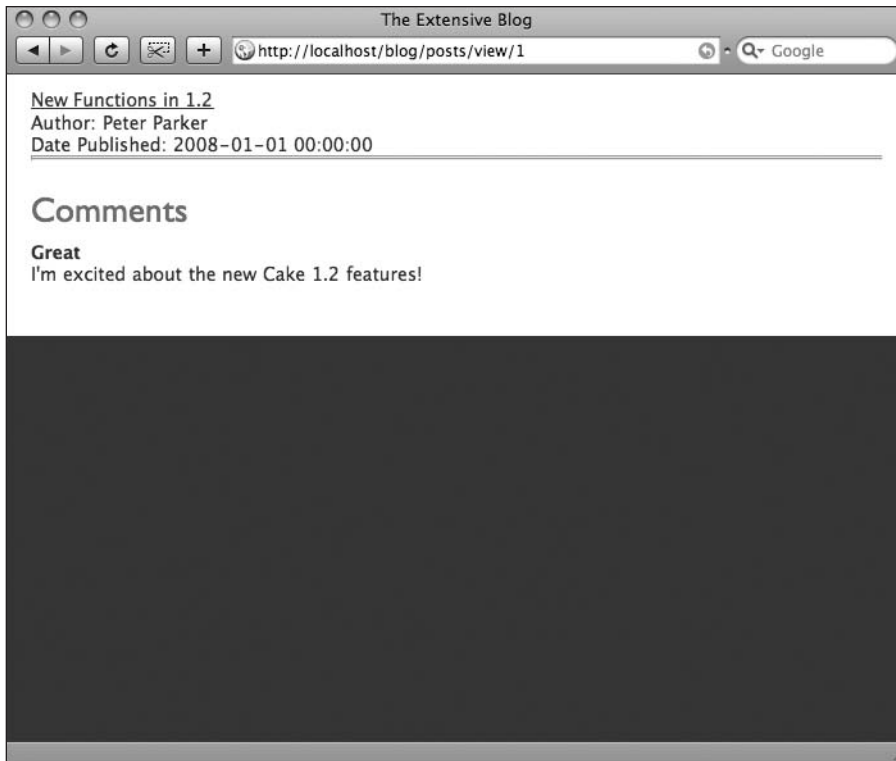 The Extensive Blog
http://localhost/blog/posts/view/1
Google
New Functions in 1.2
Author: Peter Parker
Date Published: 2008-01-01 00:00:00
Comments
Great
I'm excited about the new Cake 1.2 features!